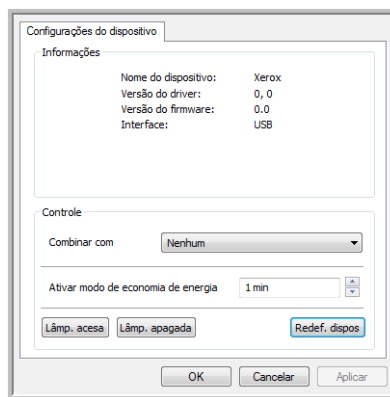 Configurações do dispositivo
Informações
Nome do dispositivo: Xerox
Versão do driver: 0, 0
Versão do firmware: 0.0
Interface: USB
Controle
Combinar com Nenhum
Ativar modo de economia de energia 1 min
Lâmp. acesa Lâmp. apagada Redef. dispos
OK Cancelar Aplicar